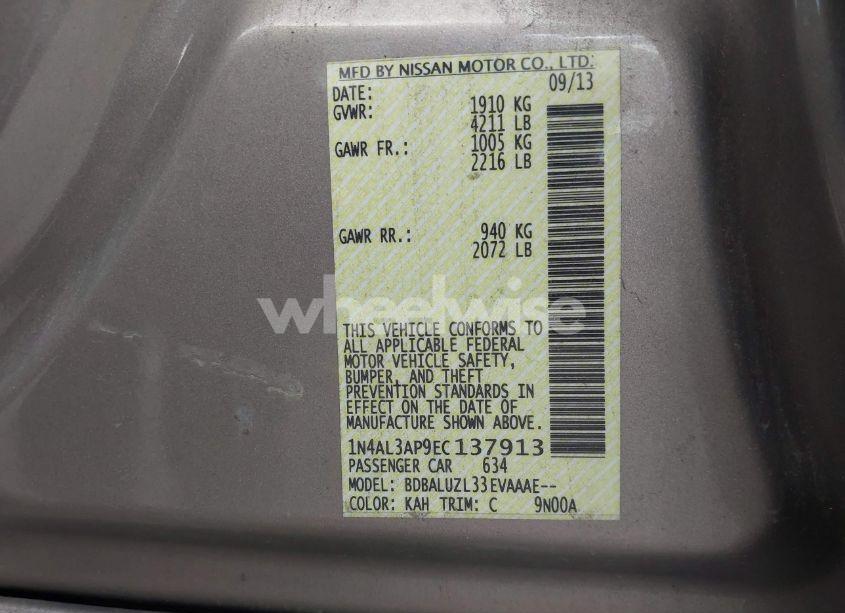 MFD BY NISSAN MOTOR CO., LTD.
DATE: 09/13
GVWR: 1910 KG
4211 LB
GAWR FR.: 1005 KG
2216 LB
GAWR RR.: 940 KG
2072 LB
wheelwise
THIS VEHICLE CONFORMS TO
ALL APPLICABLE FEDERAL
MOTOR VEHICLE SAFETY,
BUMPER, AND THEFT
PREVENTION STANDARDS IN
EFFECT ON THE DATE OF
MANUFACTURE SHOWN ABOVE.
1N4AL3AP9EC137913
PASSENGER CAR 634
MODEL: BDBALUZL33EVAAAE--
COLOR: KAH TRIM: C 9N00A